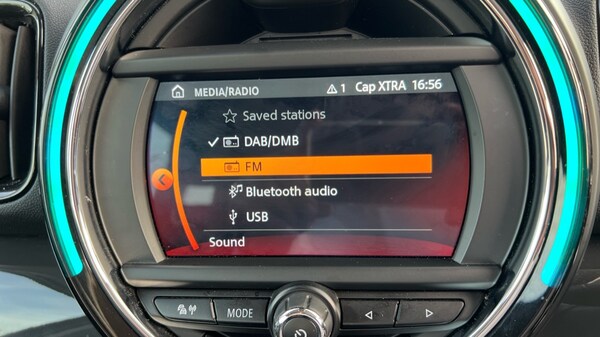 MEDIA/RADIO 1 Cap XTRA 16:56
Saved stations
DAB/DMB
FM
Bluetooth audio
USB
Sound
MODE